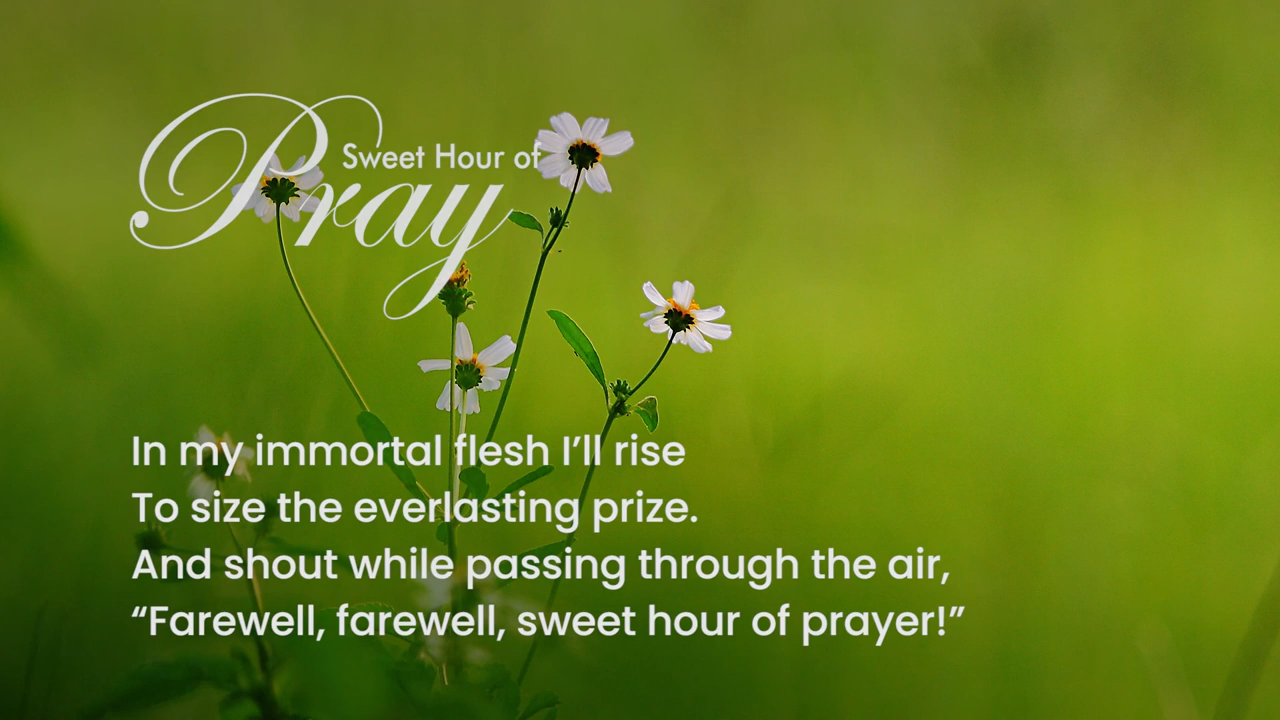 Sweet Hour of
Pray
In my immortal flesh I’ll rise
To size the everlasting prize.
And shout while passing through the air,
“Farewell, farewell, sweet hour of prayer!”